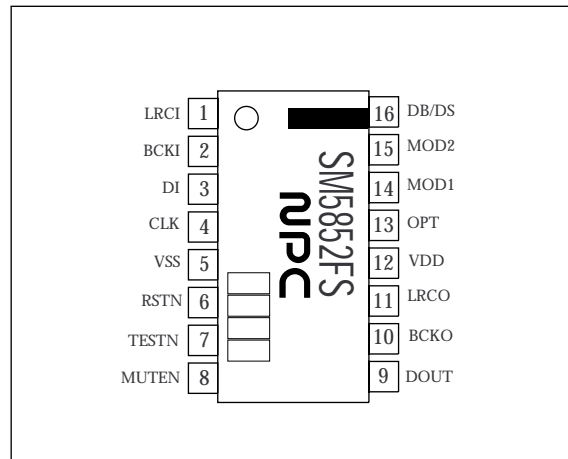 LRCI 1
BCKI 2
DI 3
CLK 4
VSS 5
RSTN 6
TESTN 7
MUTEN 8
16 DB/DS
15 MOD2
14 MOD1
13 OPT
12 VDD
11 LRCO
10 BCKO
9 DOUT
SM5852FS
NPC